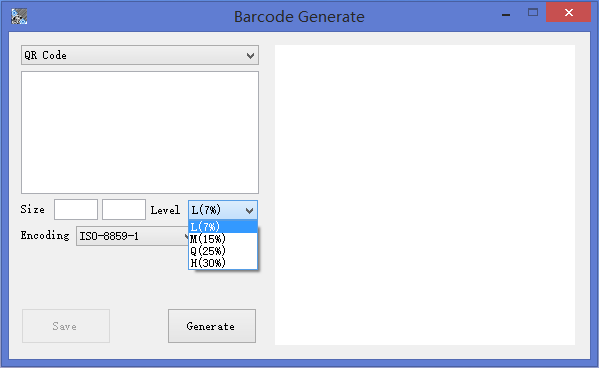 Barcode Generate
QR Code
Size Level L(7%)
L(7%)
M(15%)
Q(25%)
H(30%)
Encoding ISO-8859-1
Save Generate